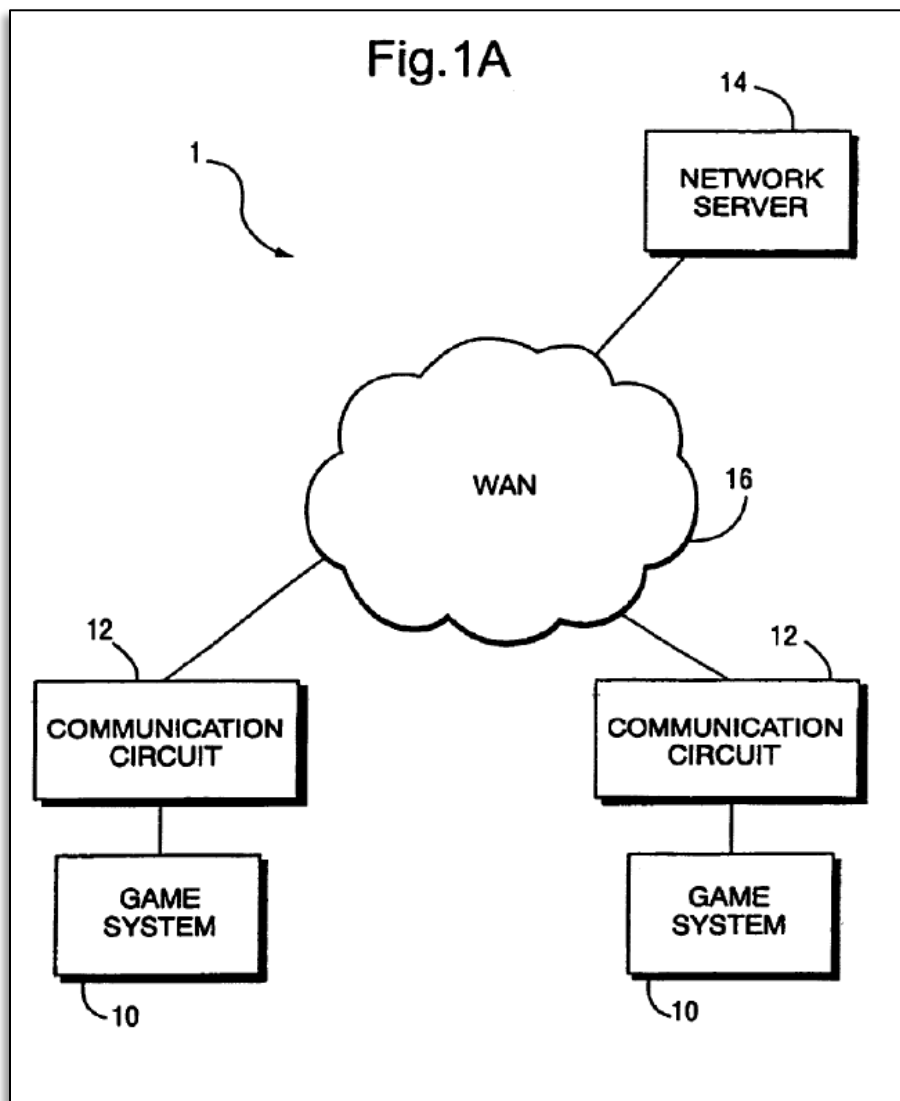 Fig.1A
14
1
NETWORK
SERVER
WAN
16
12
12
COMMUNICATION
CIRCUIT
COMMUNICATION
CIRCUIT
GAME
SYSTEM
GAME
SYSTEM
10
10